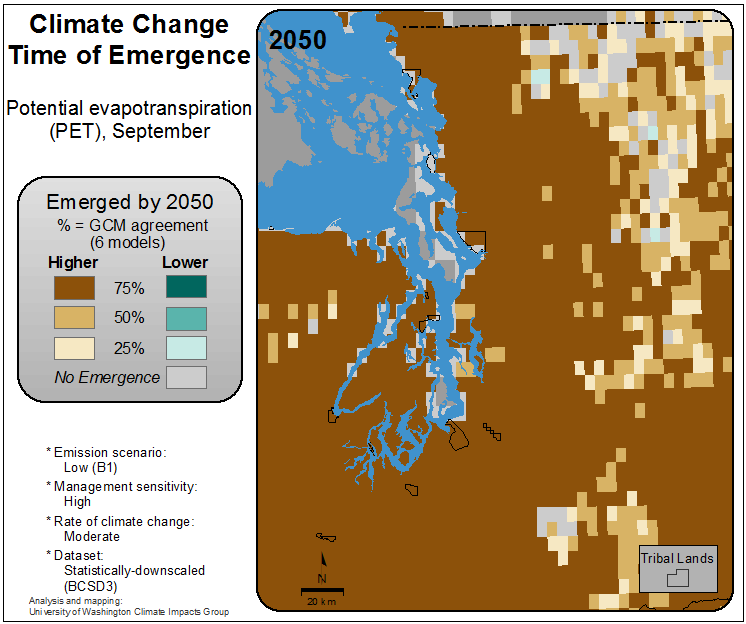 Climate Change
Time of Emergence
Potential evapotranspiration
(PET), September
Emerged by 2050
% = GCM agreement
(6 models)
Higher Lower
75%
50%
25%
No Emergence
* Emission scenario:
Low (B1)
* Management sensitivity:
High
* Rate of climate change:
Moderate
* Dataset:
Statistically-downscaled
(BCSD3)
Analysis and mapping:
University of Washington Climate Impacts Group
2050
N
20 km
Tribal Lands